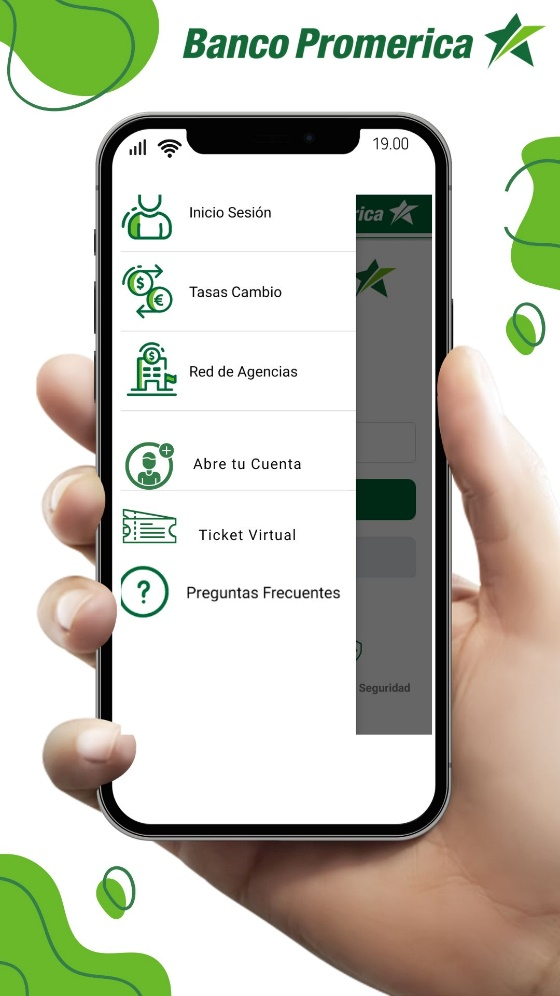 Banco Promerica
19.00
Inicio Sesión
rica
Tasas Cambio
$
€
$
Red de Agencias
Abre tu Cuenta
Ticket Virtual
?
Preguntas Frecuentes
Seguridad